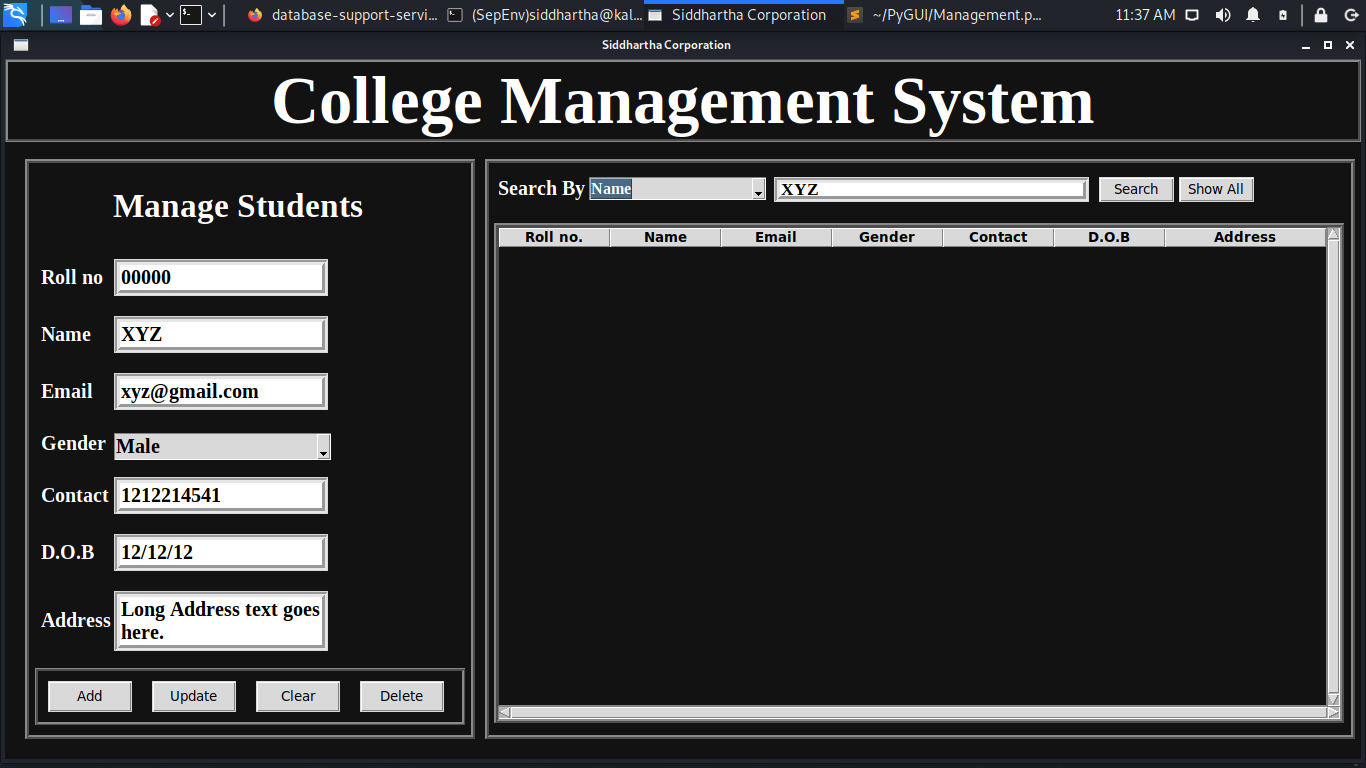 database-support-servi... (SepEnv)siddhartha@kal... Siddhartha Corporation ~/PyGUI/Management.p... 11:37 AM
Siddhartha Corporation
College Management System
Manage Students
Roll no 00000
Name XYZ
Email xyz@gmail.com
Gender Male
Contact 1212214541
D.O.B 12/12/12
Address Long Address text goes
here.
Add Update Clear Delete
Search By Name XYZ Search Show All
Roll no. Name Email Gender Contact D.O.B Address